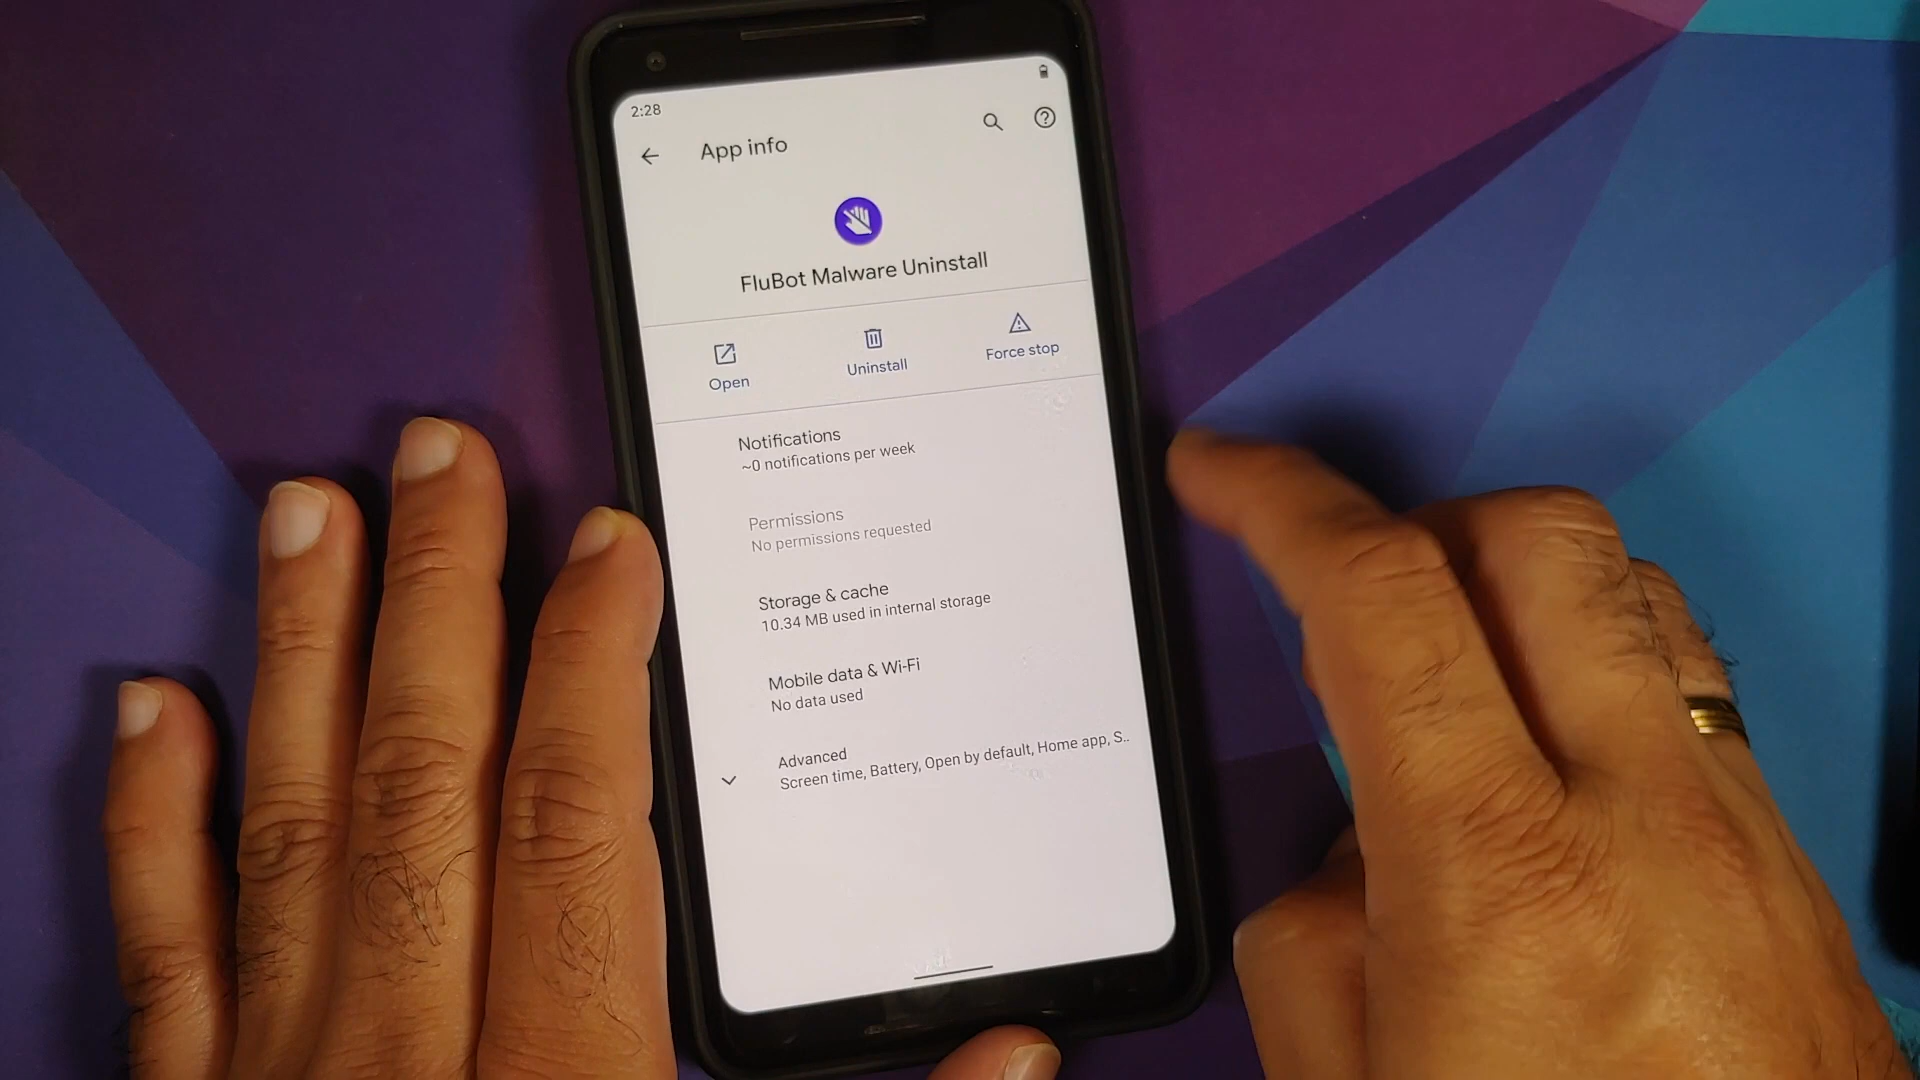 2:28
App info
FluBot Malware Uninstall
Open
Uninstall
Force stop
Notifications
~0 notifications per week
Permissions
No permissions requested
Storage & cache
10.34 MB used in internal storage
Mobile data & Wi-Fi
No data used
Advanced
Screen time, Battery, Open by default, Home app, S..